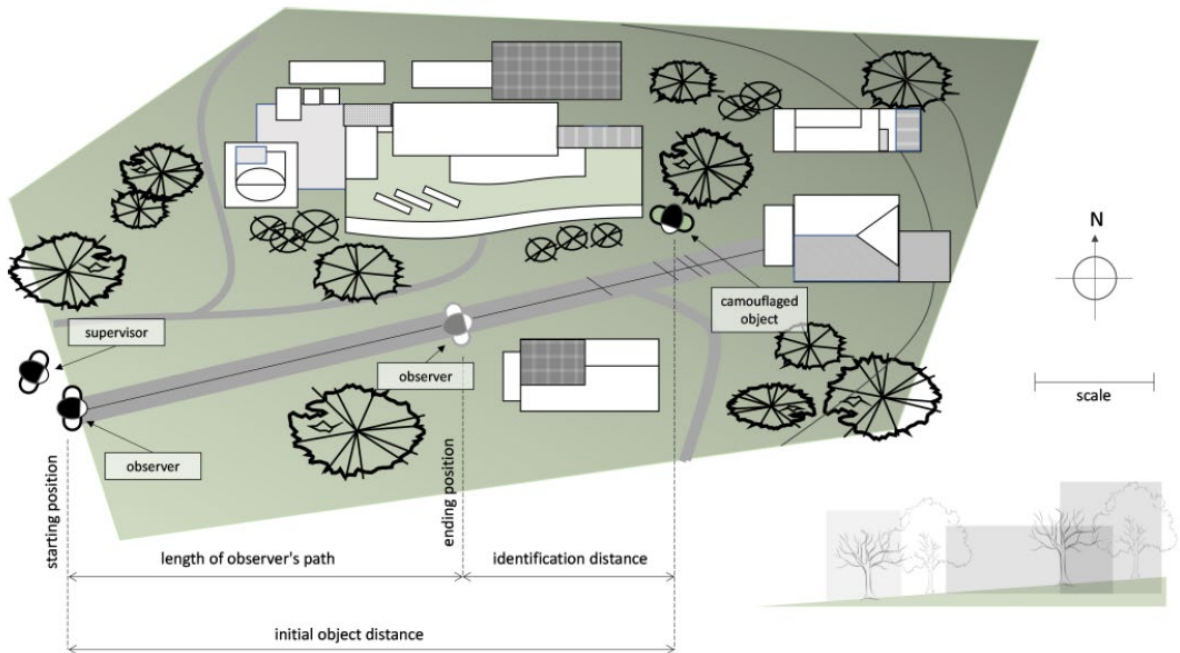 N
supervisor
camouflaged
object
observer
scale
observer
starting position
ending position
length of observer's path
identification distance
initial object distance